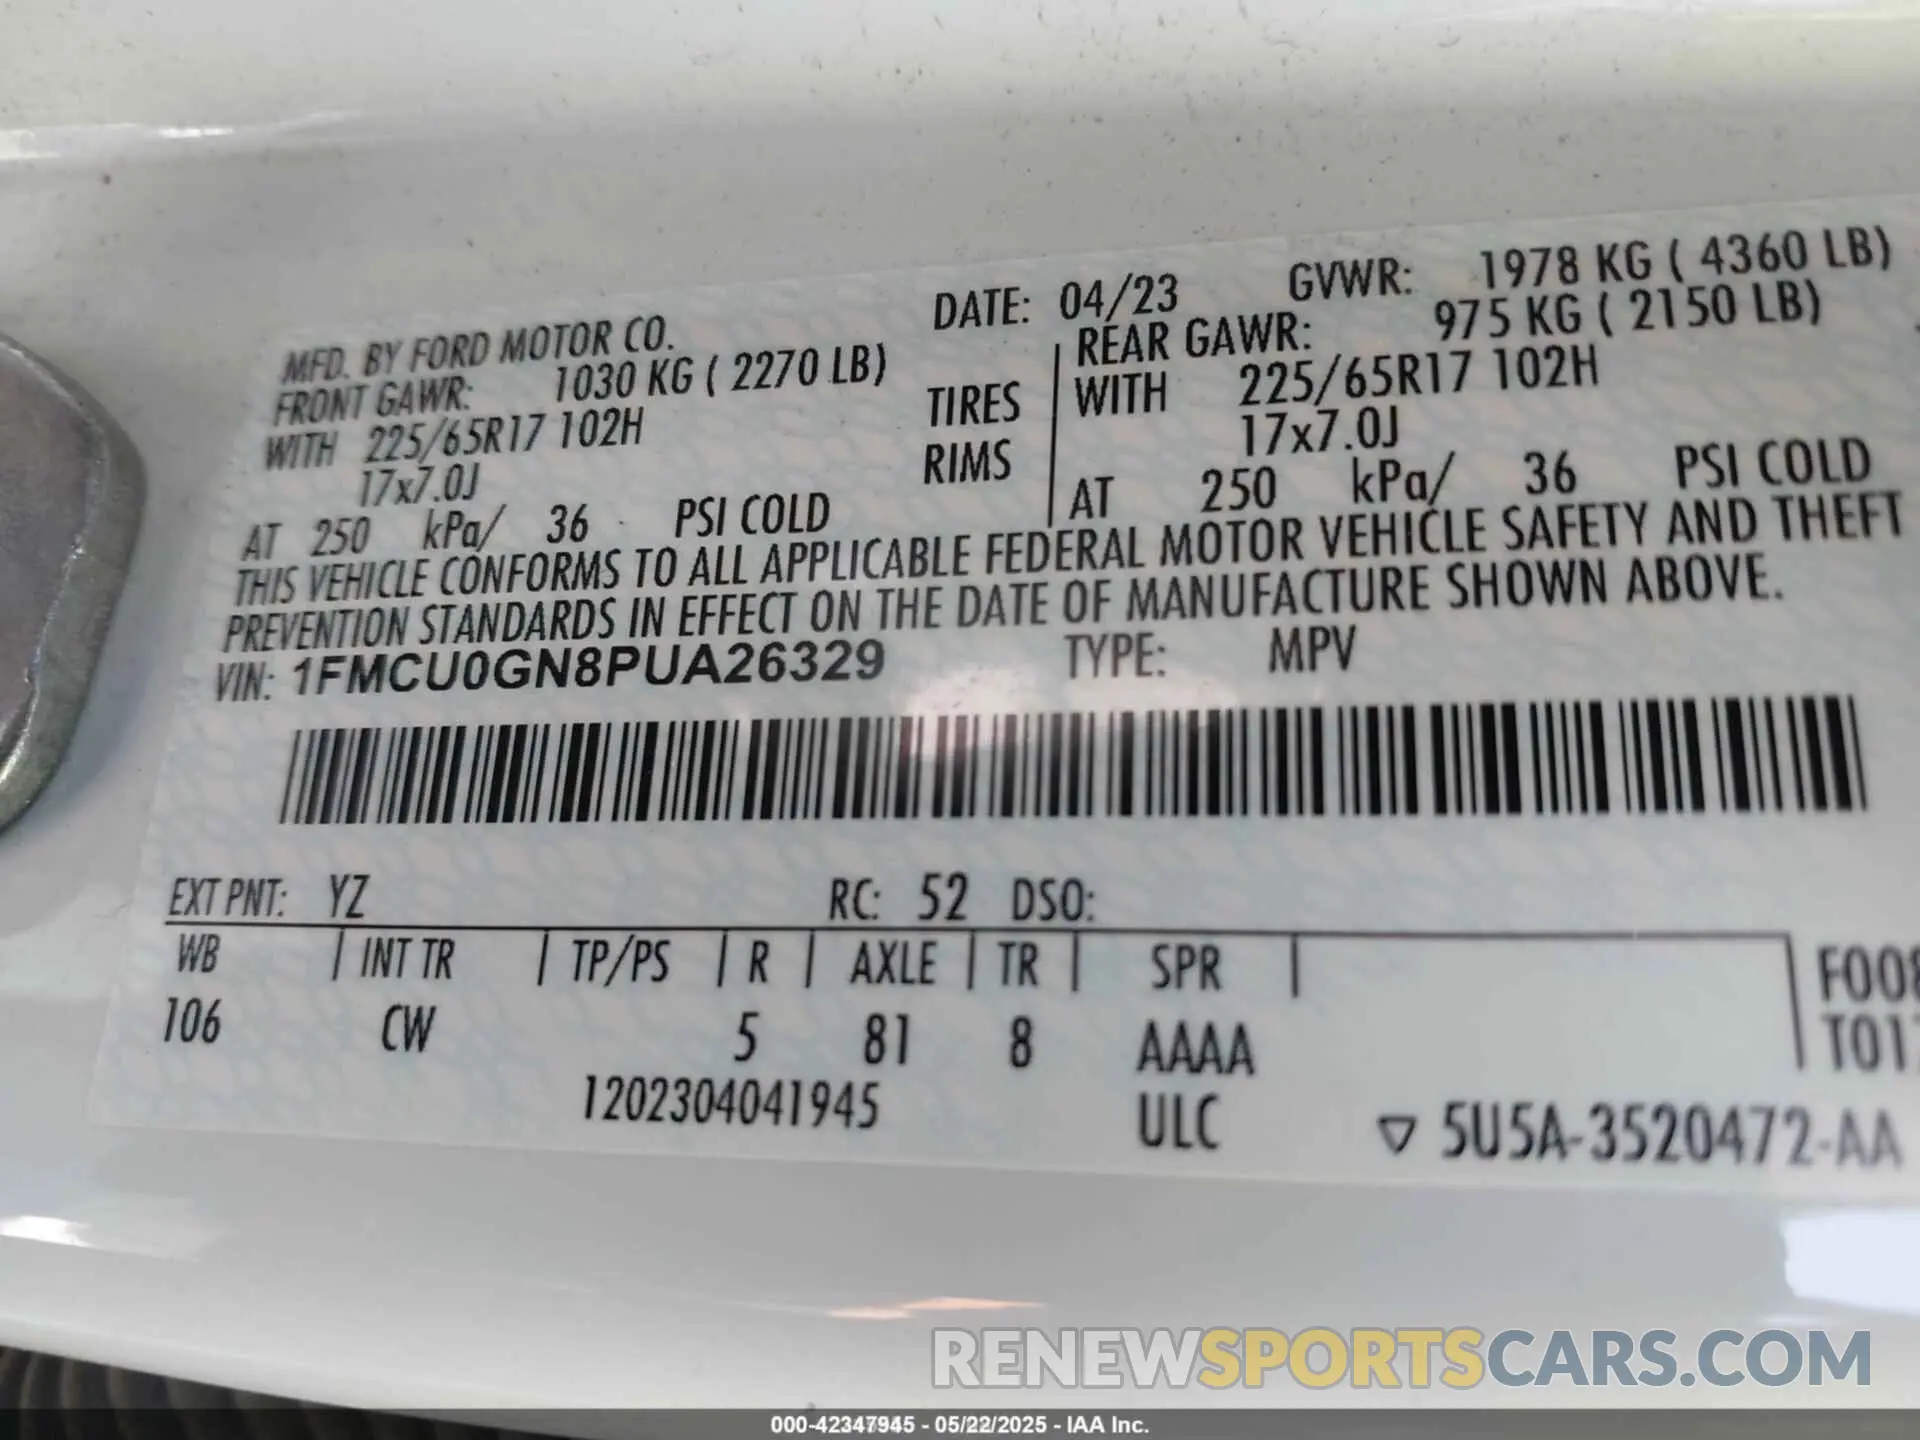 MFD. BY FORD MOTOR CO. DATE: 04/23 GVWR: 1978 KG ( 4360 LB)
FRONT GAWR: 1030 KG ( 2270 LB) REAR GAWR: 975 KG ( 2150 LB)
WITH 225/65R17 102H TIRES WITH 225/65R17 102H
17x7.0J RIMS 17x7.0J
AT 250 kPa/ 36 PSI COLD AT 250 kPa/ 36 PSI COLD
THIS VEHICLE CONFORMS TO ALL APPLICABLE FEDERAL MOTOR VEHICLE SAFETY AND THEFT
PREVENTION STANDARDS IN EFFECT ON THE DATE OF MANUFACTURE SHOWN ABOVE.
VIN: 1FMCU0GN8PUA26329 TYPE: MPV
EXT PNT: YZ RC: 52 DSO:
WB INT TR TP/PS R AXLE TR SPR F008
106 CW 5 81 8 AAAA T017
1202304041945 ULC ▽ 5U5A-3520472-AA
RENEWSPORTSCARS.COM
000-42347945 - 05/22/2025 - IAA Inc.